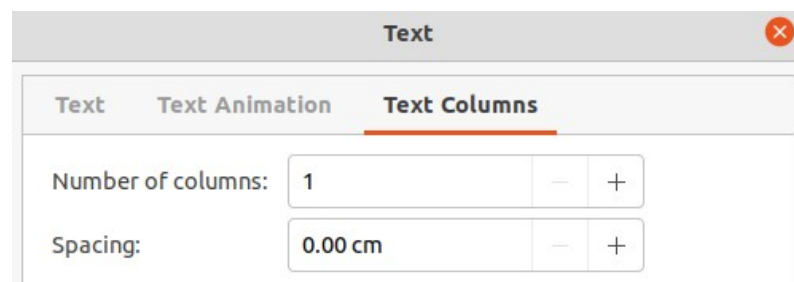 Text
Text Text Animation Text Columns
Number of columns: 1
Spacing: 0.00 cm